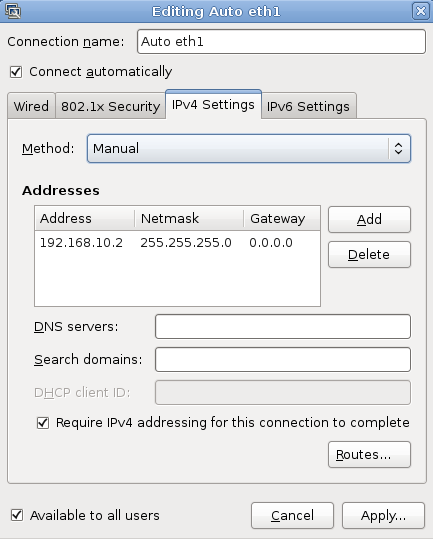 Editing Auto eth1
Connection name: Auto eth1
Connect automatically
Wired 802.1x Security IPv4 Settings IPv6 Settings
Method: Manual
Addresses
Address Netmask Gateway Add
192.168.10.2 255.255.255.0 0.0.0.0
Delete
DNS servers:
Search domains:
DHCP client ID:
Require IPv4 addressing for this connection to complete
Routes...
Available to all users Cancel Apply...